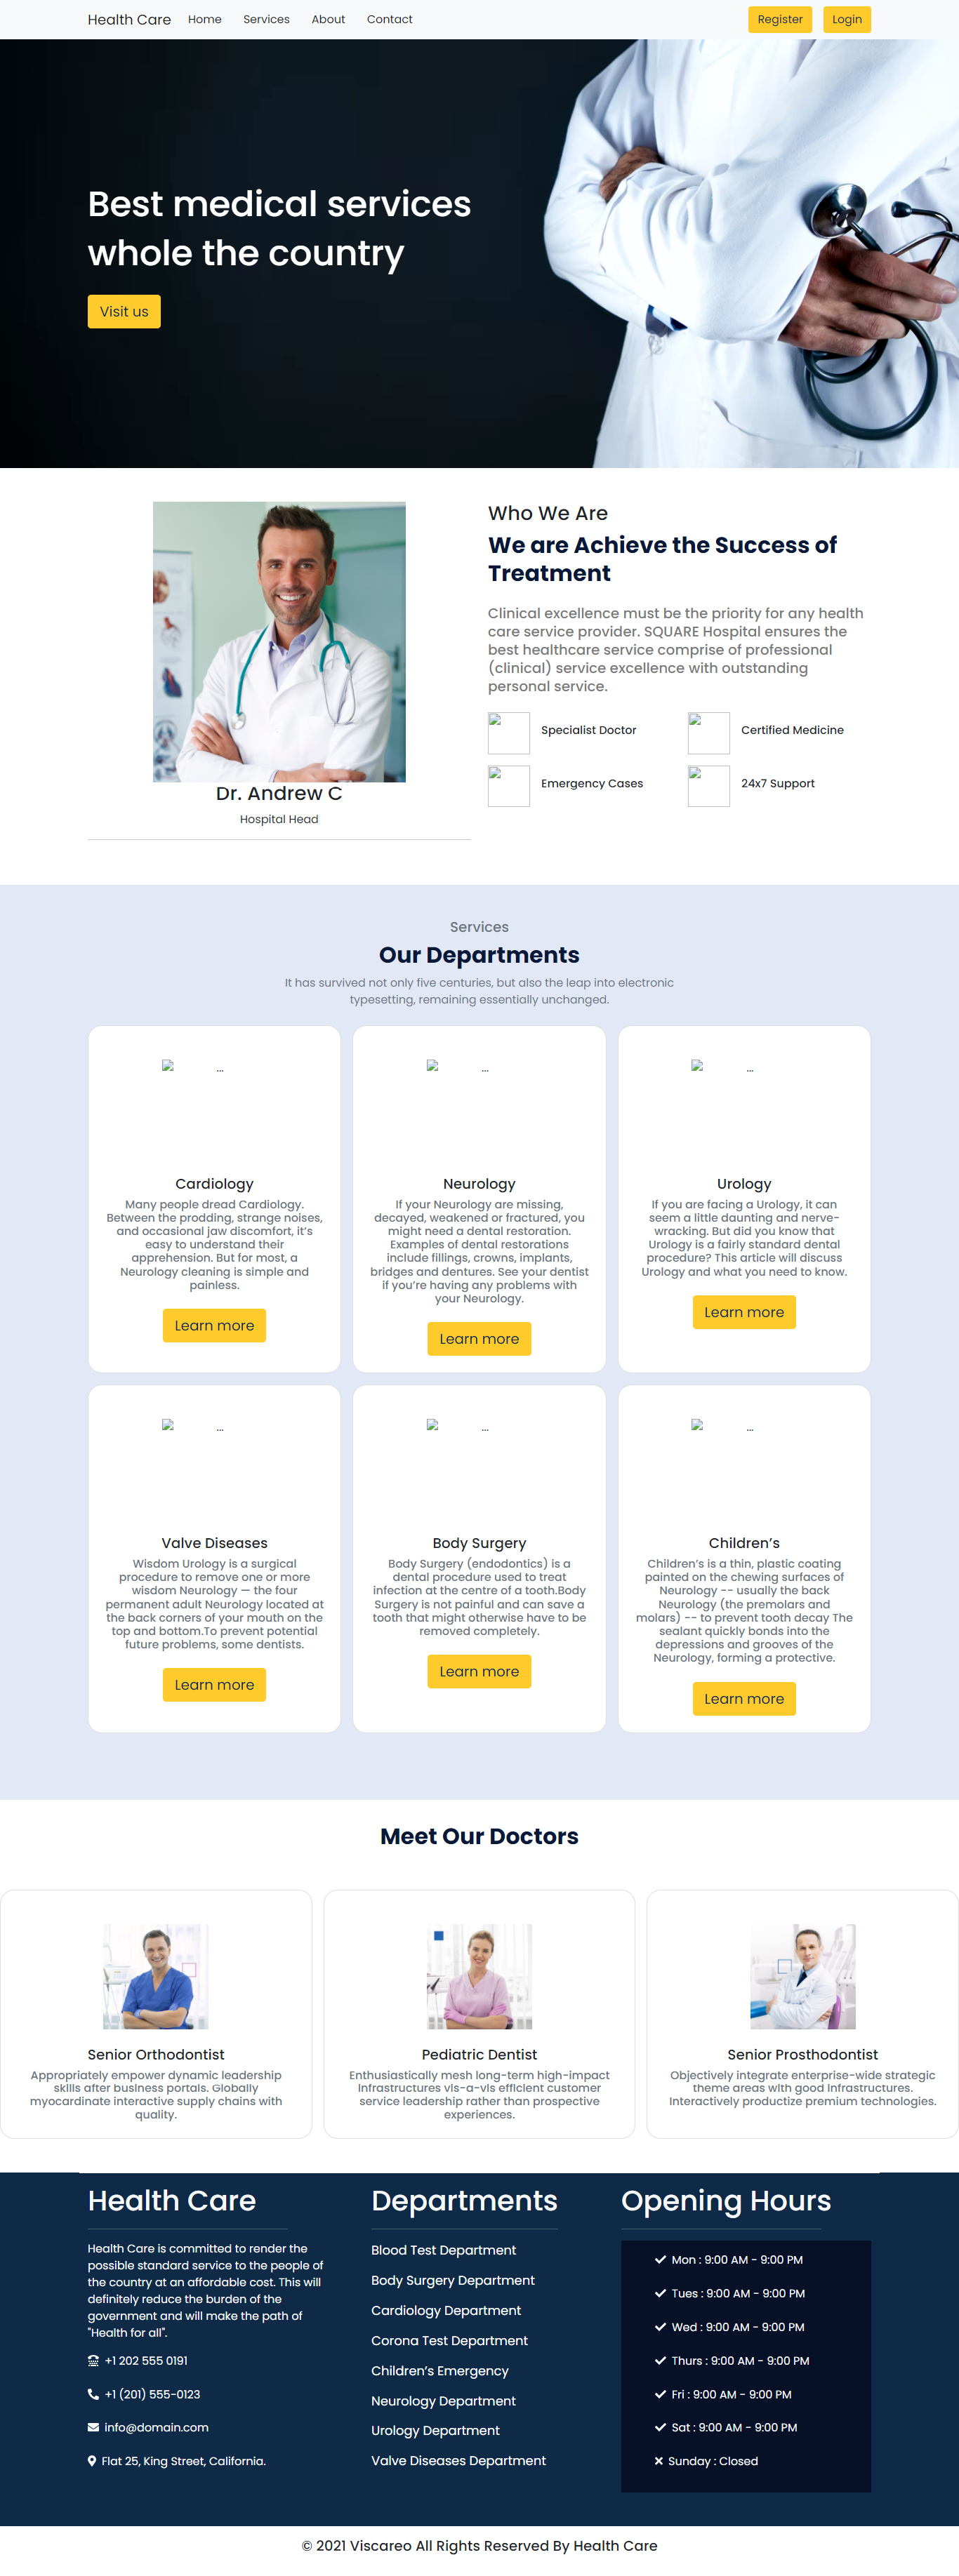 Health Care Home Services About Contact Register Login
Best medical services
whole the country
Visit us
Dr. Andrew C
Hospital Head
Who We Are
We are Achieve the Success of
Treatment
Clinical excellence must be the priority for any health
care service provider. SQUARE Hospital ensures the
best healthcare service comprise of professional
(clinical) service excellence with outstanding
personal service.
Specialist Doctor
Certified Medicine
Emergency Cases
24x7 Support
Services
Our Departments
It has survived not only five centuries, but also the leap into electronic
typesetting, remaining essentially unchanged.
...
Cardiology
Many people dread Cardiology.
Between the prodding, strange noises,
and occasional jaw discomfort, it's
easy to understand their
apprehension. But for most, a
Neurology cleaning is simple and
painless.
Learn more
...
Neurology
If your Neurology are missing,
decayed, weakened or fractured, you
might need a dental restoration.
Examples of dental restorations
include fillings, crowns, implants,
bridges and dentures. See your dentist
if you're having any problems with
your Neurology.
Learn more
...
Urology
If you are facing a Urology, it can
seem a little daunting and nerve-
wracking. But did you know that
Urology is a fairly standard dental
procedure? This article will discuss
Urology and what you need to know.
Learn more
...
Valve Diseases
Wisdom Urology is a surgical
procedure to remove one or more
wisdom Neurology — the four
permanent adult Neurology located at
the back corners of your mouth on the
top and bottom.To prevent potential
future problems, some dentists.
Learn more
...
Body Surgery
Body Surgery (endodontics) is a
dental procedure used to treat
infection at the centre of a tooth.Body
Surgery is not painful and can save a
tooth that might otherwise have to be
removed completely.
Learn more
...
Children's
Children's is a thin, plastic coating
painted on the chewing surfaces of
Neurology -- usually the back
Neurology (the premolars and
molars) -- to prevent tooth decay The
sealant quickly bonds into the
depressions and grooves of the
Neurology, forming a protective.
Learn more
Meet Our Doctors
Senior Orthodontist
Appropriately empower dynamic leadership
skills after business portals. Globally
myocardinate interactive supply chains with
quality.
Pediatric Dentist
Enthusiastically mesh long-term high-impact
Infrastructures vis-a-vis efficient customer
service leadership rather than prospective
experiences.
Senior Prosthodontist
Objectively integrate enterprise-wide strategic
theme areas with good Infrastructures.
Interactively productize premium technologies.
Health Care
Health Care is committed to render the
possible standard service to the people of
the country at an affordable cost. This will
definitely reduce the burden of the
government and will make the path of
"Health for all".
+1 202 555 0191
+1 (201) 555-0123
info@domain.com
Flat 25, King Street, California.
Departments
Blood Test Department
Body Surgery Department
Cardiology Department
Corona Test Department
Children's Emergency
Neurology Department
Urology Department
Valve Diseases Department
Opening Hours
Mon : 9:00 AM - 9:00 PM
Tues : 9:00 AM - 9:00 PM
Wed : 9:00 AM - 9:00 PM
Thurs : 9:00 AM - 9:00 PM
Fri : 9:00 AM - 9:00 PM
Sat : 9:00 AM - 9:00 PM
Sunday : Closed
© 2021 Viscareo All Rights Reserved By Health Care